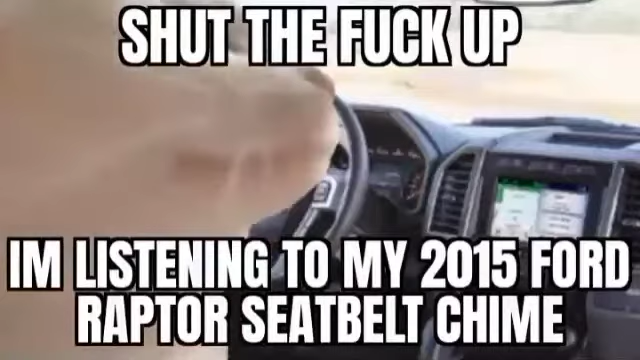 SHUT THE FUCK UP
IM LISTENING TO MY 2015 FORD
RAPTOR SEATBELT CHIME